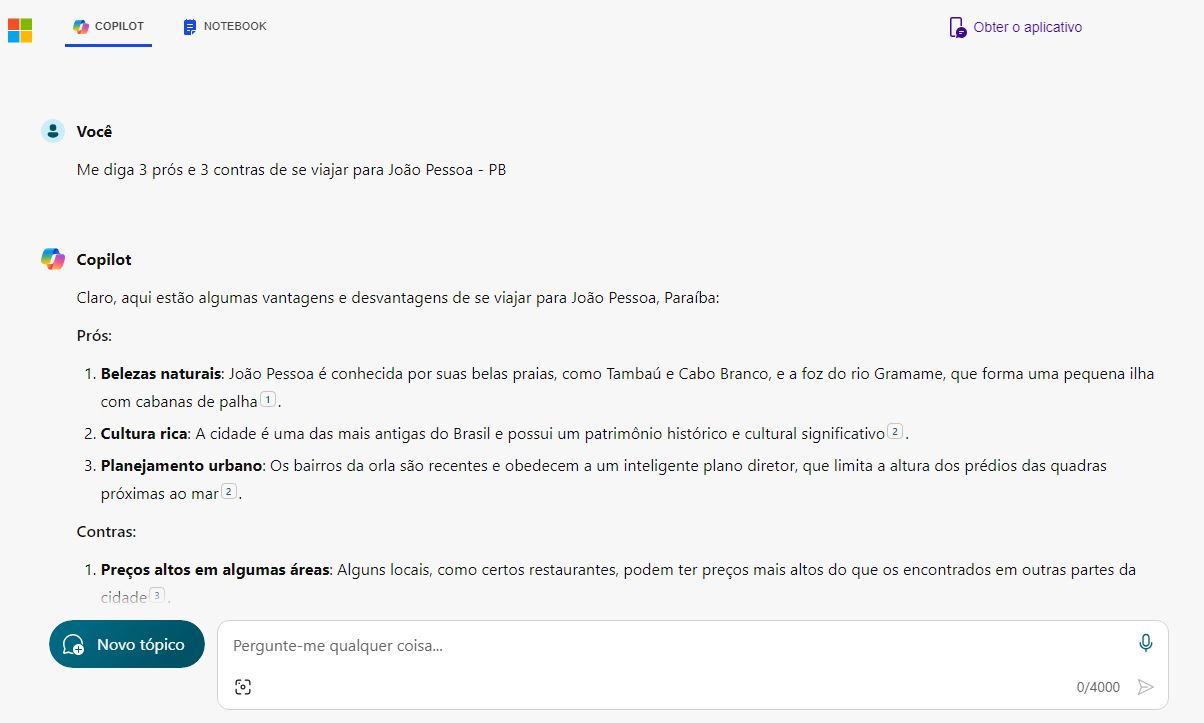 COPILOT
NOTEBOOK
Obter o aplicativo
Você
Me diga 3 prós e 3 contras de se viajar para João Pessoa - PB
Copilot
Claro, aqui estão algumas vantagens e desvantagens de se viajar para João Pessoa, Paraíba:
Prós:
1. Belezas naturais: João Pessoa é conhecida por suas belas praias, como Tambaú e Cabo Branco, e a foz do rio Gramame, que forma uma pequena ilha
com cabanas de palha 1 .
2. Cultura rica: A cidade é uma das mais antigas do Brasil e possui um patrimônio histórico e cultural significativo 2 .
3. Planejamento urbano: Os bairros da orla são recentes e obedecem a um inteligente plano diretor, que limita a altura dos prédios das quadras
próximas ao mar 2 .
Contras:
1. Preços altos em algumas áreas: Alguns locais, como certos restaurantes, podem ter preços mais altos do que os encontrados em outras partes da
cidade 3 .
Novo tópico
Pergunte-me qualquer coisa...
0/4000